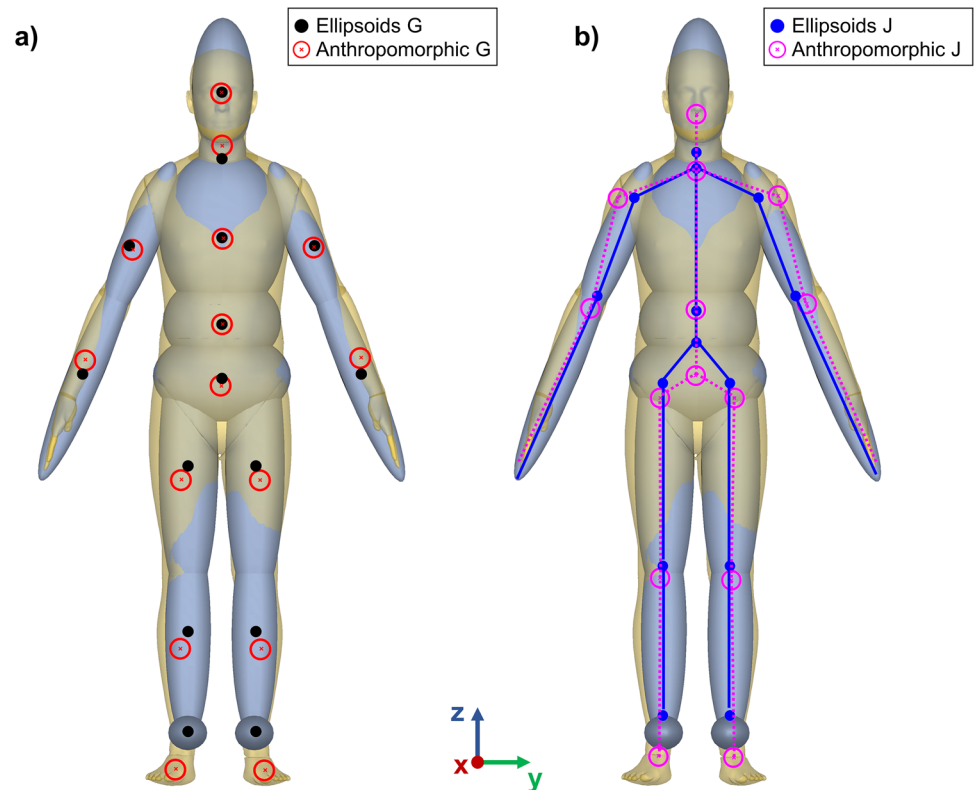 a)
Ellipsoids G
Anthropomorphic G
b)
Ellipsoids J
Anthropomorphic J
z
x
y